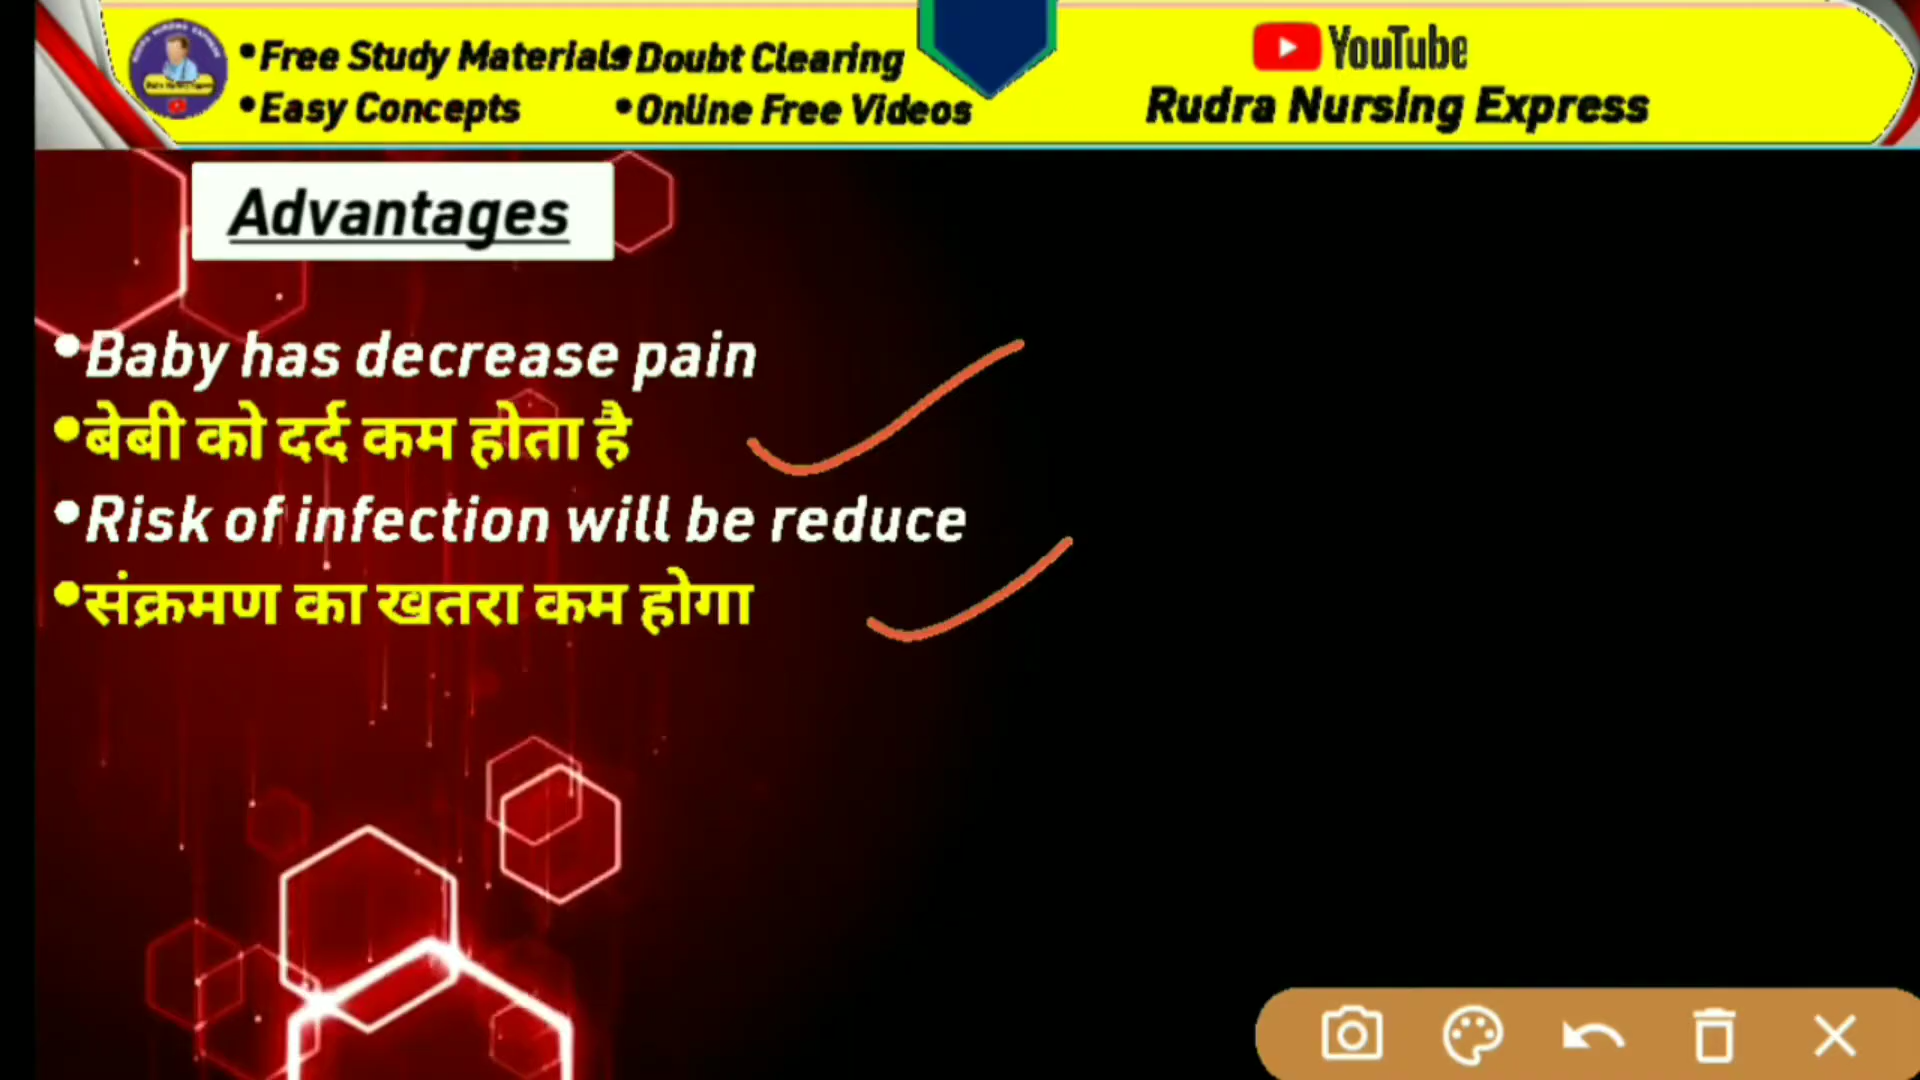 •Free Study Materials •Doubt Clearing
•Easy Concepts •Online Free Videos
YouTube
Rudra Nursing Express
Advantages
•Baby has decrease pain
•बेबी को दर्द कम होता है
•Risk of infection will be reduce
•संक्रमण का खतरा कम होगा